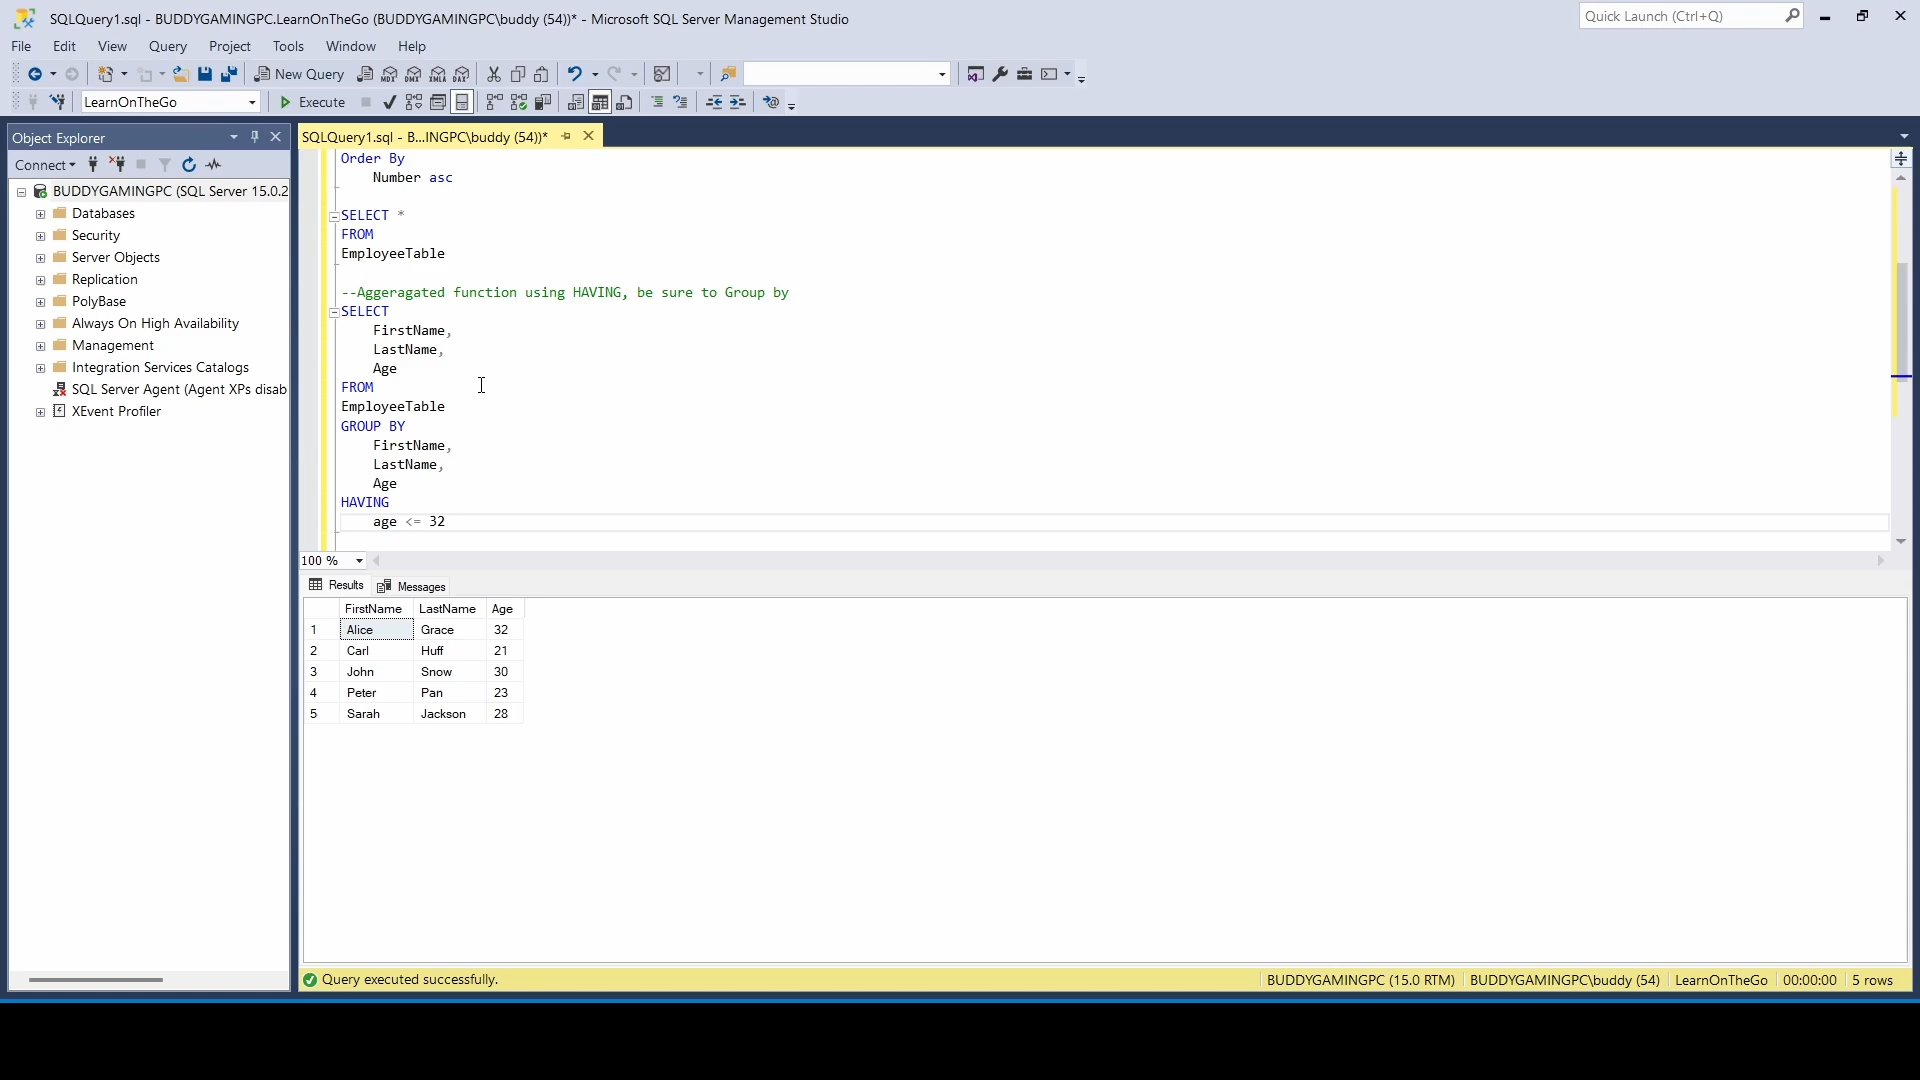 SQLQuery1.sql - BUDDYGAMINGPC.LearnOnTheGo (BUDDYGAMINGPC\buddy (54))* - Microsoft SQL Server Management Studio
Quick Launch (Ctrl+Q)
File Edit View Query Project Tools Window Help
New Query MDX DMX XMLA DAX
LearnOnTheGo Execute
Object Explorer
SQLQuery1.sql - B...INGPC\buddy (54))*
Connect
BUDDYGAMINGPC (SQL Server 15.0.2
Databases
Security
Server Objects
Replication
PolyBase
Always On High Availability
Management
Integration Services Catalogs
SQL Server Agent (Agent XPs disab
XEvent Profiler
Order By
Number asc
SELECT *
FROM
EmployeeTable
--Aggeragated function using HAVING, be sure to Group by
SELECT
FirstName,
LastName,
Age
FROM
EmployeeTable
GROUP BY
FirstName,
LastName,
Age
HAVING
age <= 32
100 %
Results Messages
FirstName LastName Age
1 Alice Grace 32
2 Carl Huff 21
3 John Snow 30
4 Peter Pan 23
5 Sarah Jackson 28
Query executed successfully.
BUDDYGAMINGPC (15.0 RTM) BUDDYGAMINGPC\buddy (54) LearnOnTheGo 00:00:00 5 rows